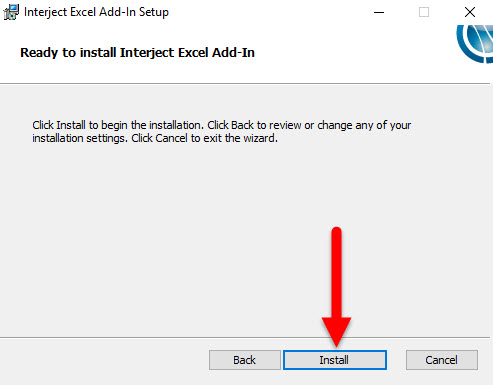 Interject Excel Add-In Setup
Ready to install Interject Excel Add-In
Click Install to begin the installation. Click Back to review or change any of your
installation settings. Click Cancel to exit the wizard.
Back Install Cancel